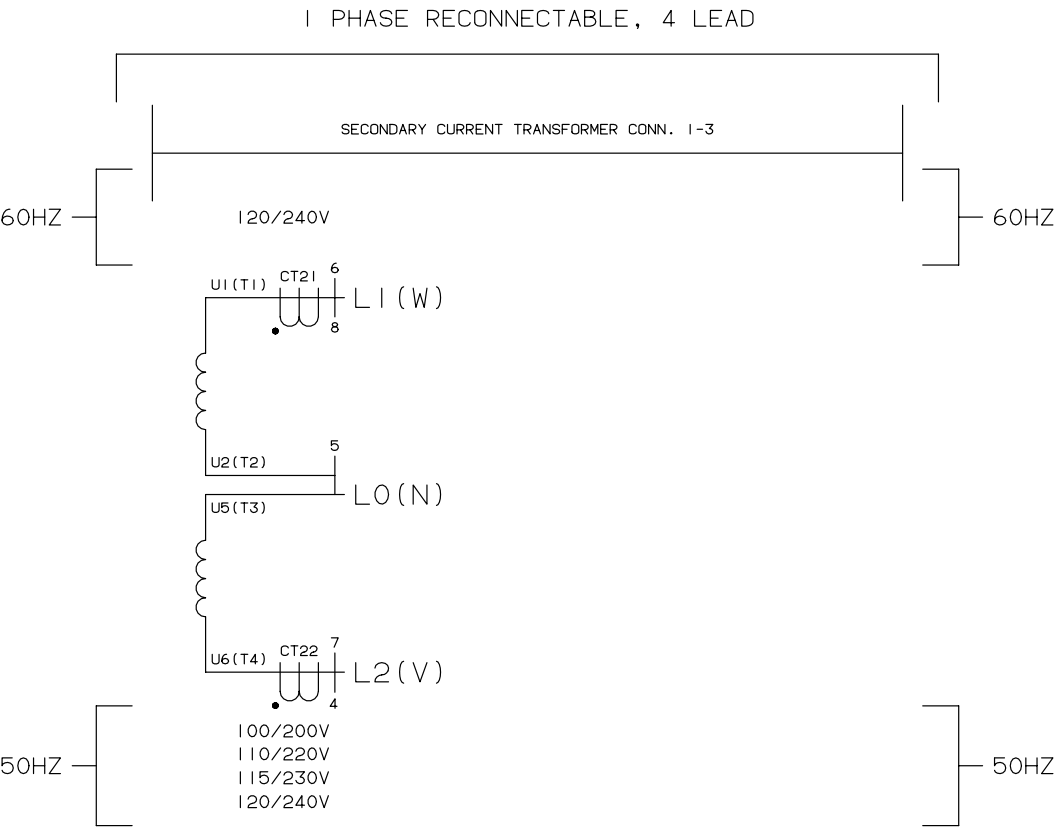 1 PHASE RECONNECTABLE, 4 LEAD
SECONDARY CURRENT TRANSFORMER CONN. 1-3
60HZ
120/240V
60HZ
U1(T1)
CT21
6
L1(W)
8
5
U2(T2)
L0(N)
U5(T3)
7
CT22
U6(T4)
L2(V)
4
100/200V
110/220V
50HZ
50HZ
115/230V
120/240V